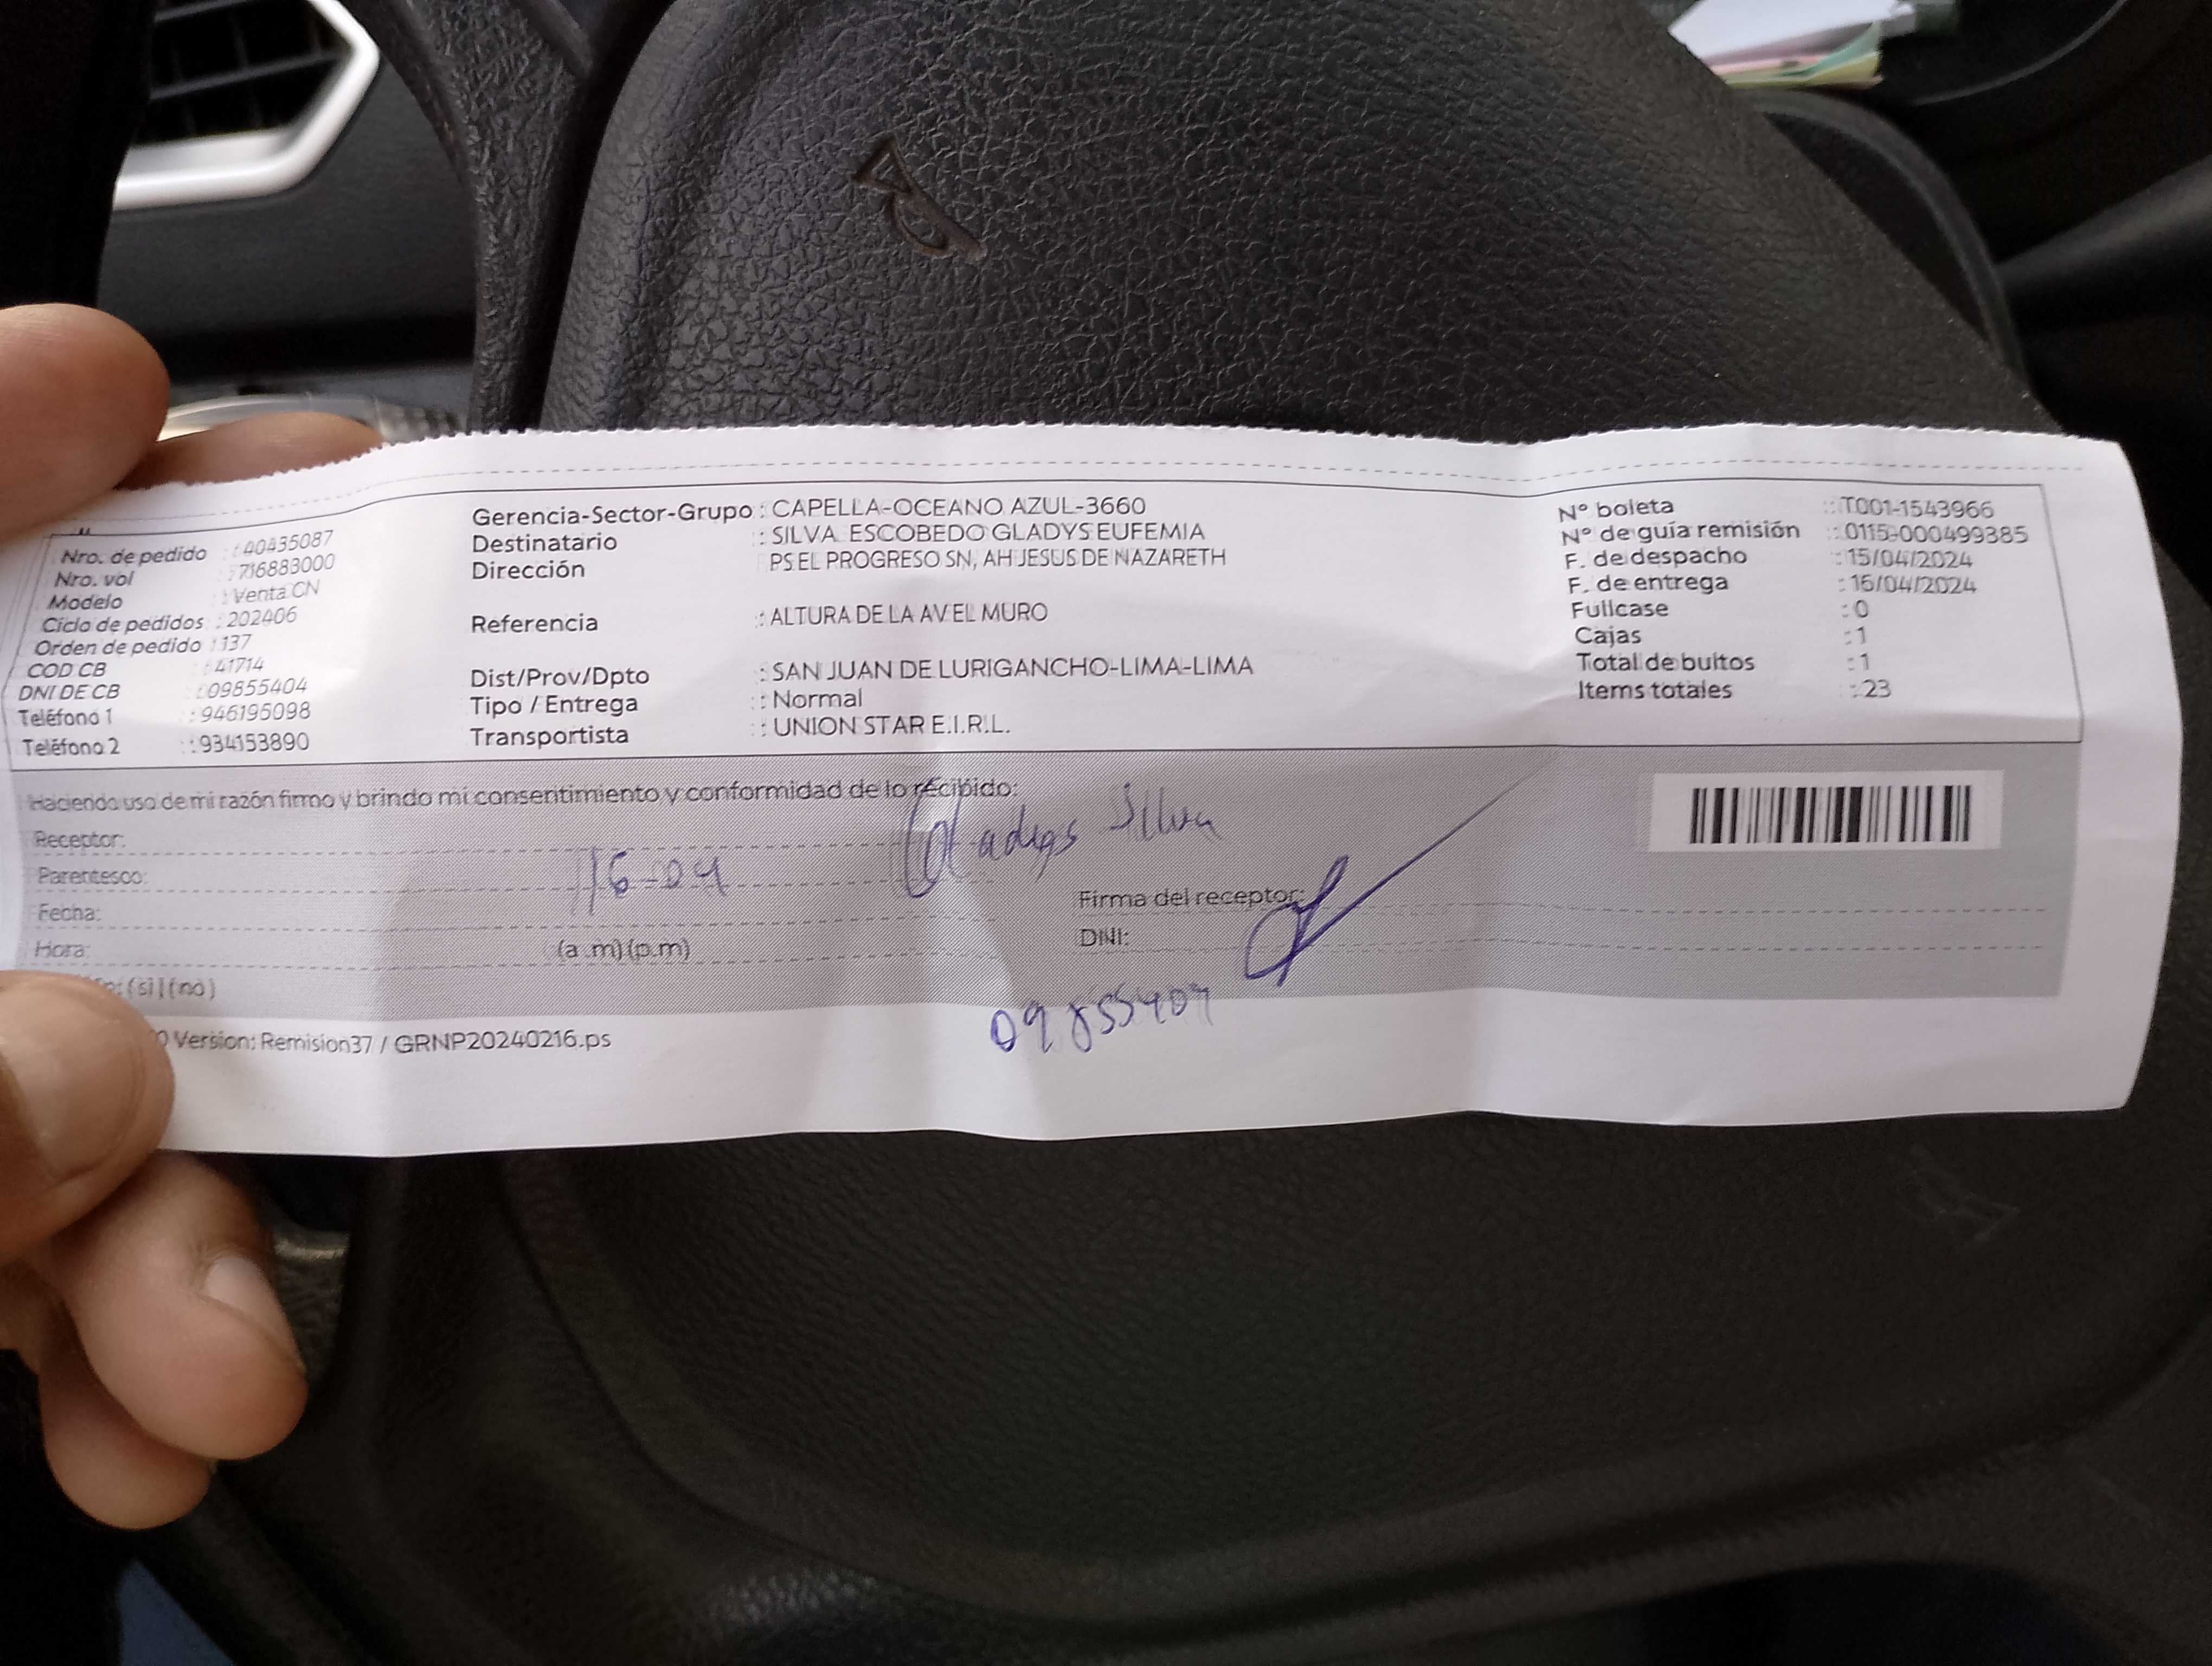 Nro. de pedido : 40435087
Nro. vol : 716883000
Modelo : Venta CN
Ciclo de pedidos : 202406
Orden de pedido : 137
COD CB : 41714
DNI DE CB : 09855404
Teléfono 1 : 946195098
Teléfono 2 : 934153890
Gerencia-Sector-Grupo : CAPELLA-OCEANO AZUL-3660
Destinatario : SILVA ESCOBEDO GLADYS EUFEMIA
Dirección PS EL PROGRESO SN, AH JESUS DE NAZARETH
Referencia : ALTURA DE LA AV EL MURO
Dist/Prov/Dpto : SAN JUAN DE LURIGANCHO-LIMA-LIMA
Tipo / Entrega : Normal
Transportista : UNION STAR E.I.R.L.
N° boleta : T001-1543966
N° de guía remisión : 0115-000499385
F. de despacho : 15/04/2024
F. de entrega : 16/04/2024
Fullcase : 0
Cajas : 1
Total de bultos : 1
Items totales : 23
Haciendo uso de mi razón firmo y brindo mi consentimiento y conformidad de lo recibido:
Receptor: Gladys Silva
Parentesco: 16-04
Fecha:
Hora: (a.m)(p.m)
Firma del receptor:
DNI:
09855404
(si)(no)
Version: Remision37 / GRNP20240216.ps